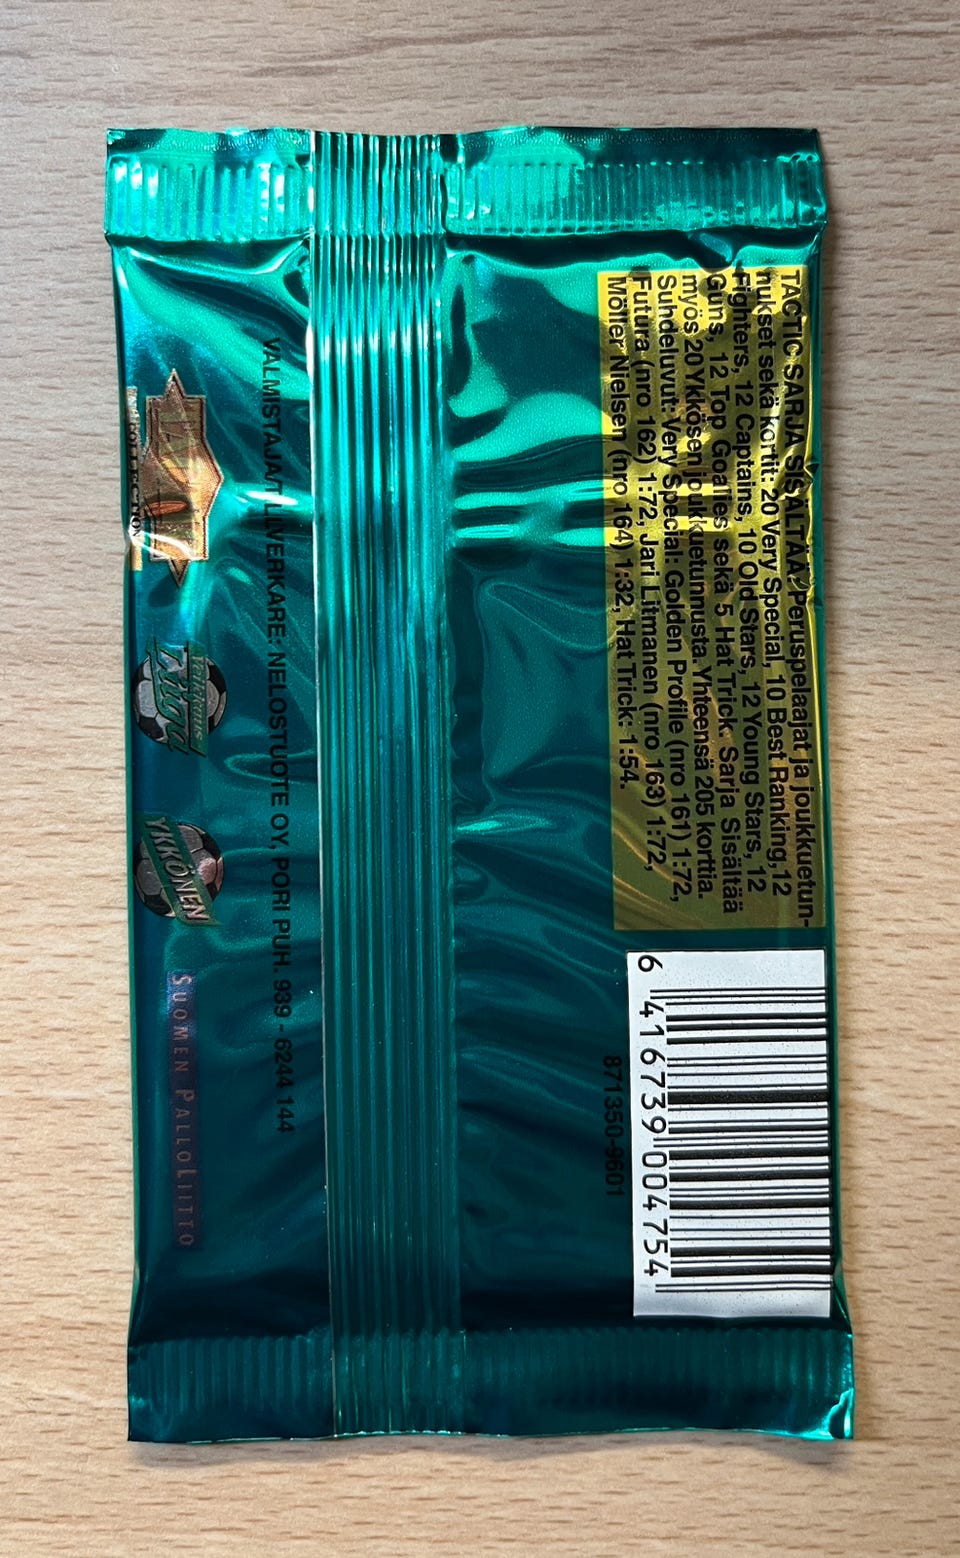 TACTIC SARJA SISÄLTÄÄ: Peruspelaajat ja joukkuetun-
nukset sekä kortit: 20 Very Special, 10 Best Ranking, 12
Fighters, 12 Captains, 10 Old Stars, 12 Young Stars, 12
Guns, 12 Top Goalies sekä 5 Hat Trick. Sarja Sisältää
myös 20 Ykkösen joukkuetunnusta. Yhteensä 205 korttia.
Suhdeluvut: Very Special: Golden Profile (nro 161) 1:72,
Futura (nro 162) 1:72, Jari Litmanen (nro 163) 1:72,
Möller Nielsen (nro 164) 1:32, Hat Trick: 1:54.
6 416739 004754
871350-9601
VALMISTAJA/TILLVERKARE: NELOSTUOTE OY, PORI PUH. 939 - 6244 144
COLLECTION
Veikkaus
Liiga
YKKÖNEN
SUOMEN PALLOLIITTO